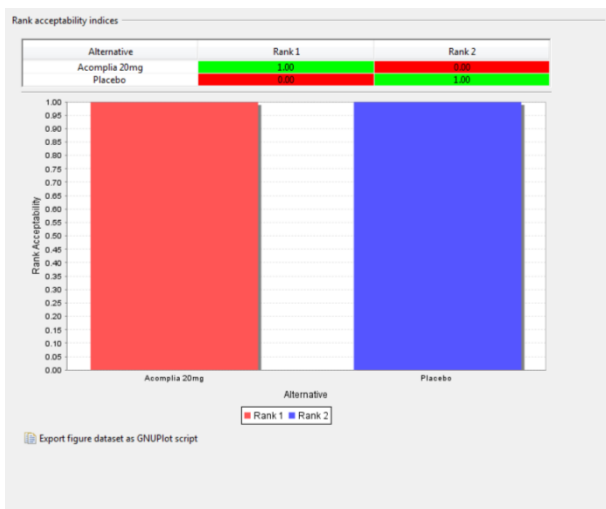 Rank acceptability indices
Alternative Rank 1 Rank 2
Acomplia 20mg 1.00 0.00
Placebo 0.00 1.00
1.00
0.95
0.90
0.85
0.80
0.75
0.70
0.65
0.60
0.55
0.50
0.45
0.40
0.35
0.30
0.25
0.20
0.15
0.10
0.05
0.00
Rank Acceptability
Acomplia 20mg Placebo
Alternative
Rank 1 Rank 2
Export figure dataset as GNUPlot script